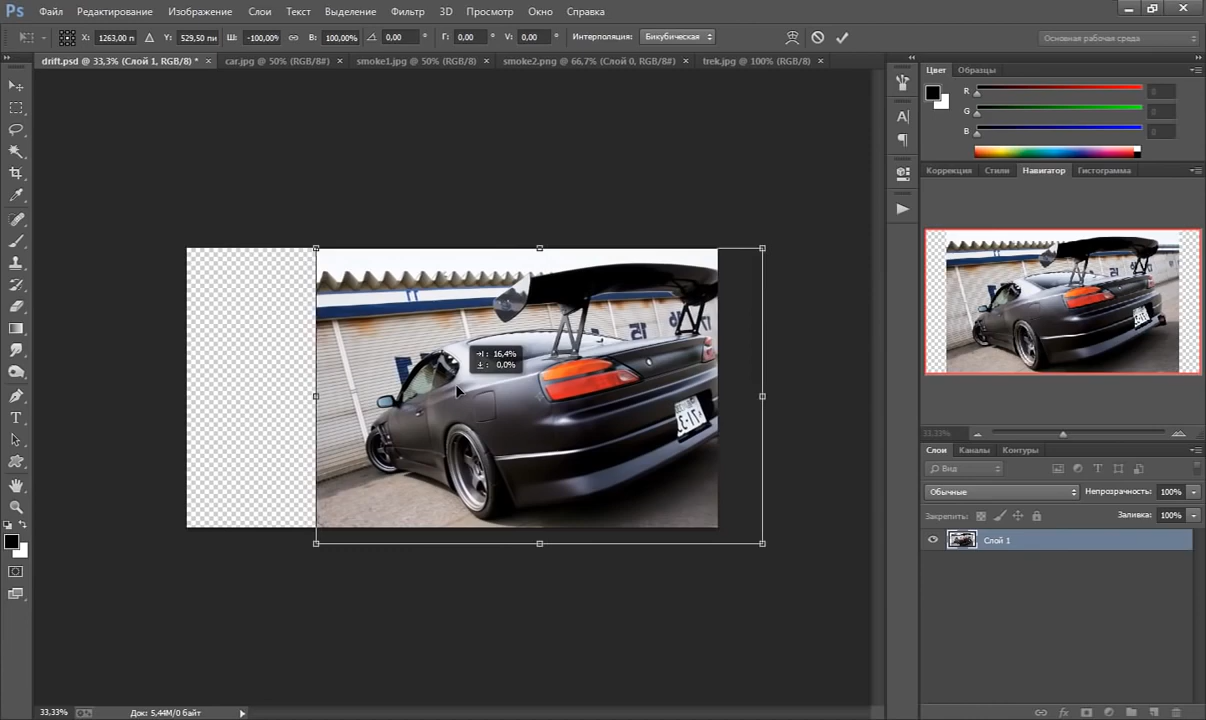 Ps Файл Редактирование Изображение Слои Текст Выделение Фильтр 3D Просмотр Окно Справка
X: 1263,00 п Y: 529,50 пи Ш: -100,00% В: 100,00% 0,00 ° Г: 0,00 ° V: 0,00 ° Интерполяция: Бикубическая Основная рабочая среда
drift.psd @ 33,3% (Слой 1, RGB/8) * × car.jpg @ 50% (RGB/8#) × smoke1.jpg @ 50% (RGB/8#) × smoke2.png @ 66,7% (Слой 0, RGB/8#) × trek.jpg @ 100% (RGB/8) ×
Цвет Образцы
R 0
G 0
B 0
Коррекция Стили Навигатор Гистограмма
16,4%
0,0%
33,33%
Слои Каналы Контуры
Вид
Обычные Непрозрачность: 100%
Закрепить: Заливка: 100%
Слой 1
33,33% Док: 5,44M/0 байт